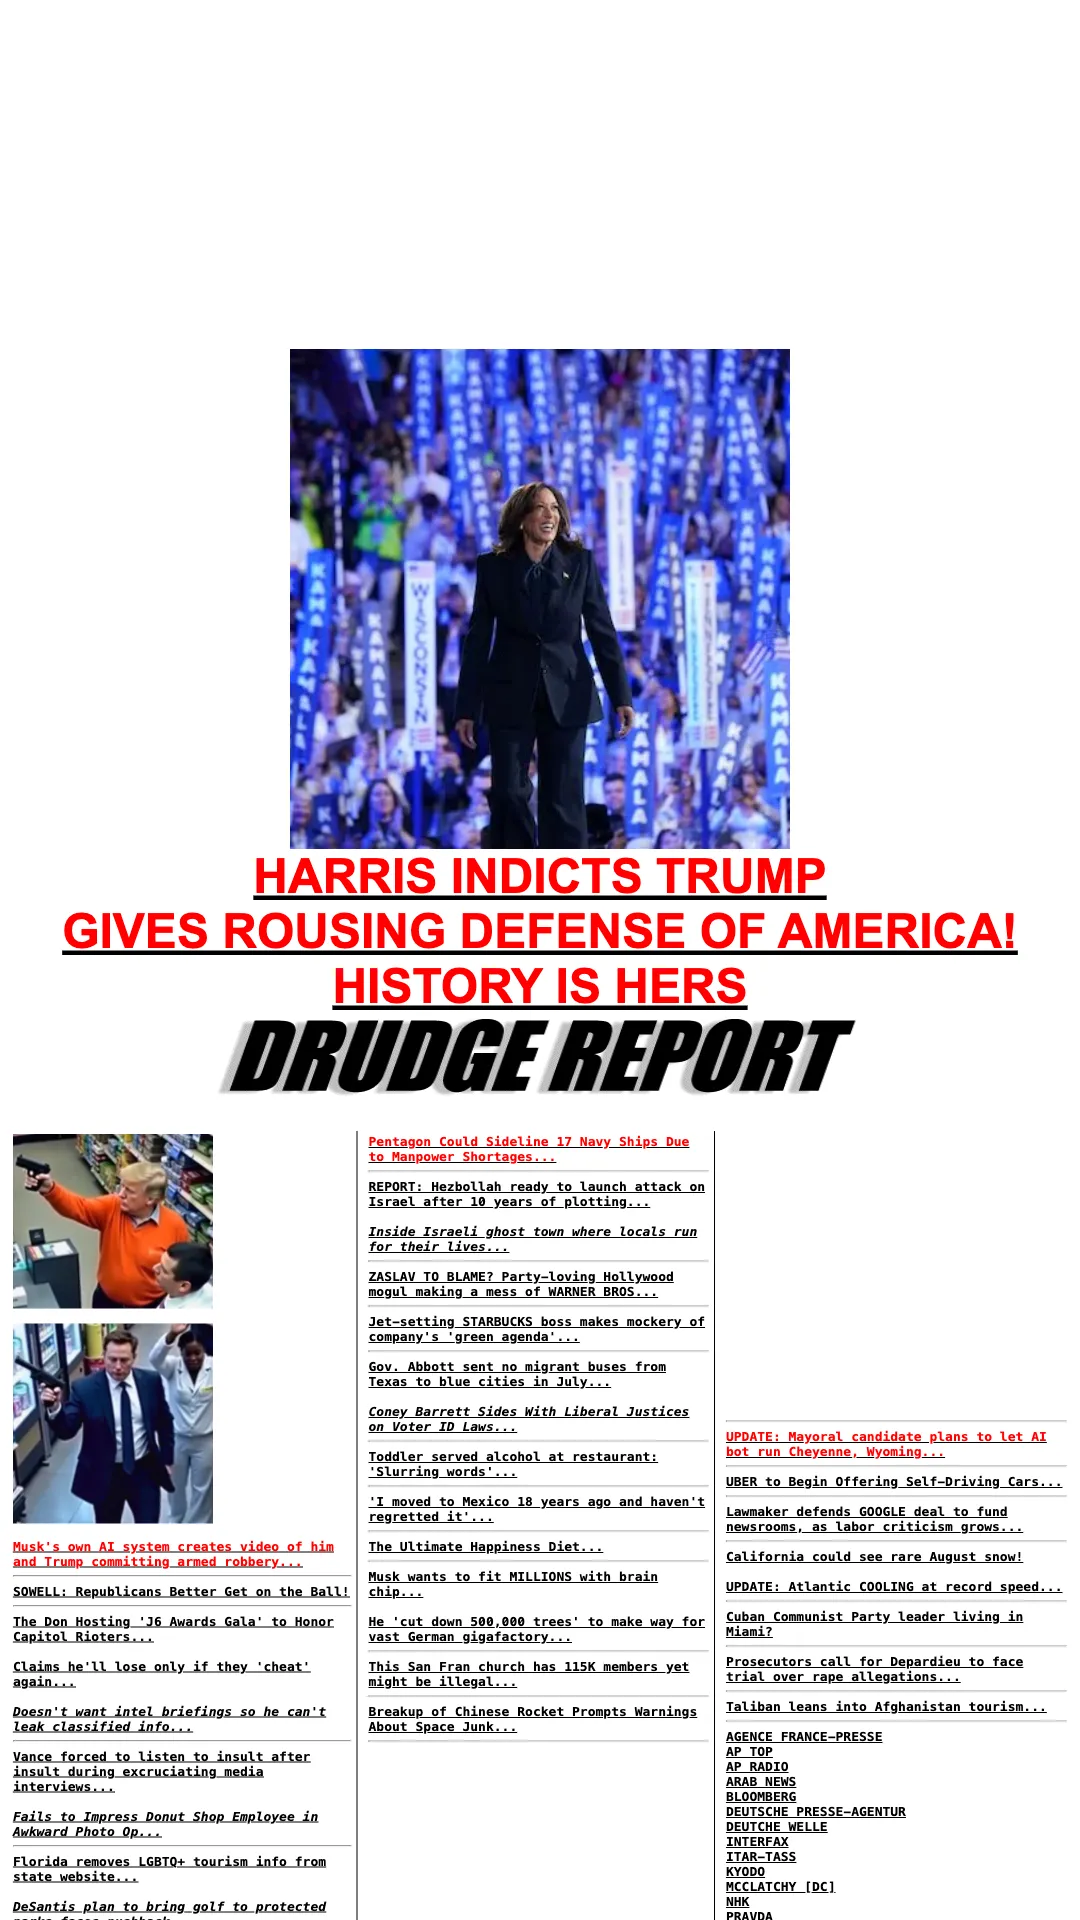 KAMALA
WISCONSIN
KAMALA
KAMALA
KAMALA
HARRIS INDICTS TRUMP
GIVES ROUSING DEFENSE OF AMERICA!
HISTORY IS HERS
DRUDGE REPORT
Musk's own AI system creates video of him
and Trump committing armed robbery...
SOWELL: Republicans Better Get on the Ball!
The Don Hosting 'J6 Awards Gala' to Honor
Capitol Rioters...
Claims he'll lose only if they 'cheat'
again...
Doesn't want intel briefings so he can't
leak classified info...
Vance forced to listen to insult after
insult during excruciating media
interviews...
Fails to Impress Donut Shop Employee in
Awkward Photo Op...
Florida removes LGBTQ+ tourism info from
state website...
DeSantis plan to bring golf to protected
Pentagon Could Sideline 17 Navy Ships Due
to Manpower Shortages...
REPORT: Hezbollah ready to launch attack on
Israel after 10 years of plotting...
Inside Israeli ghost town where locals run
for their lives...
ZASLAV TO BLAME? Party-loving Hollywood
mogul making a mess of WARNER BROS...
Jet-setting STARBUCKS boss makes mockery of
company's 'green agenda'...
Gov. Abbott sent no migrant buses from
Texas to blue cities in July...
Coney Barrett Sides With Liberal Justices
on Voter ID Laws...
Toddler served alcohol at restaurant:
'Slurring words'...
'I moved to Mexico 18 years ago and haven't
regretted it'...
The Ultimate Happiness Diet...
Musk wants to fit MILLIONS with brain
chip...
He 'cut down 500,000 trees' to make way for
vast German gigafactory...
This San Fran church has 115K members yet
might be illegal...
Breakup of Chinese Rocket Prompts Warnings
About Space Junk...
UPDATE: Mayoral candidate plans to let AI
bot run Cheyenne, Wyoming...
UBER to Begin Offering Self-Driving Cars...
Lawmaker defends GOOGLE deal to fund
newsrooms, as labor criticism grows...
California could see rare August snow!
UPDATE: Atlantic COOLING at record speed...
Cuban Communist Party leader living in
Miami?
Prosecutors call for Depardieu to face
trial over rape allegations...
Taliban leans into Afghanistan tourism...
AGENCE FRANCE-PRESSE
AP TOP
AP RADIO
ARAB NEWS
BLOOMBERG
DEUTSCHE PRESSE-AGENTUR
DEUTCHE WELLE
INTERFAX
ITAR-TASS
KYODO
MCCLATCHY [DC]
NHK
PRAVDA